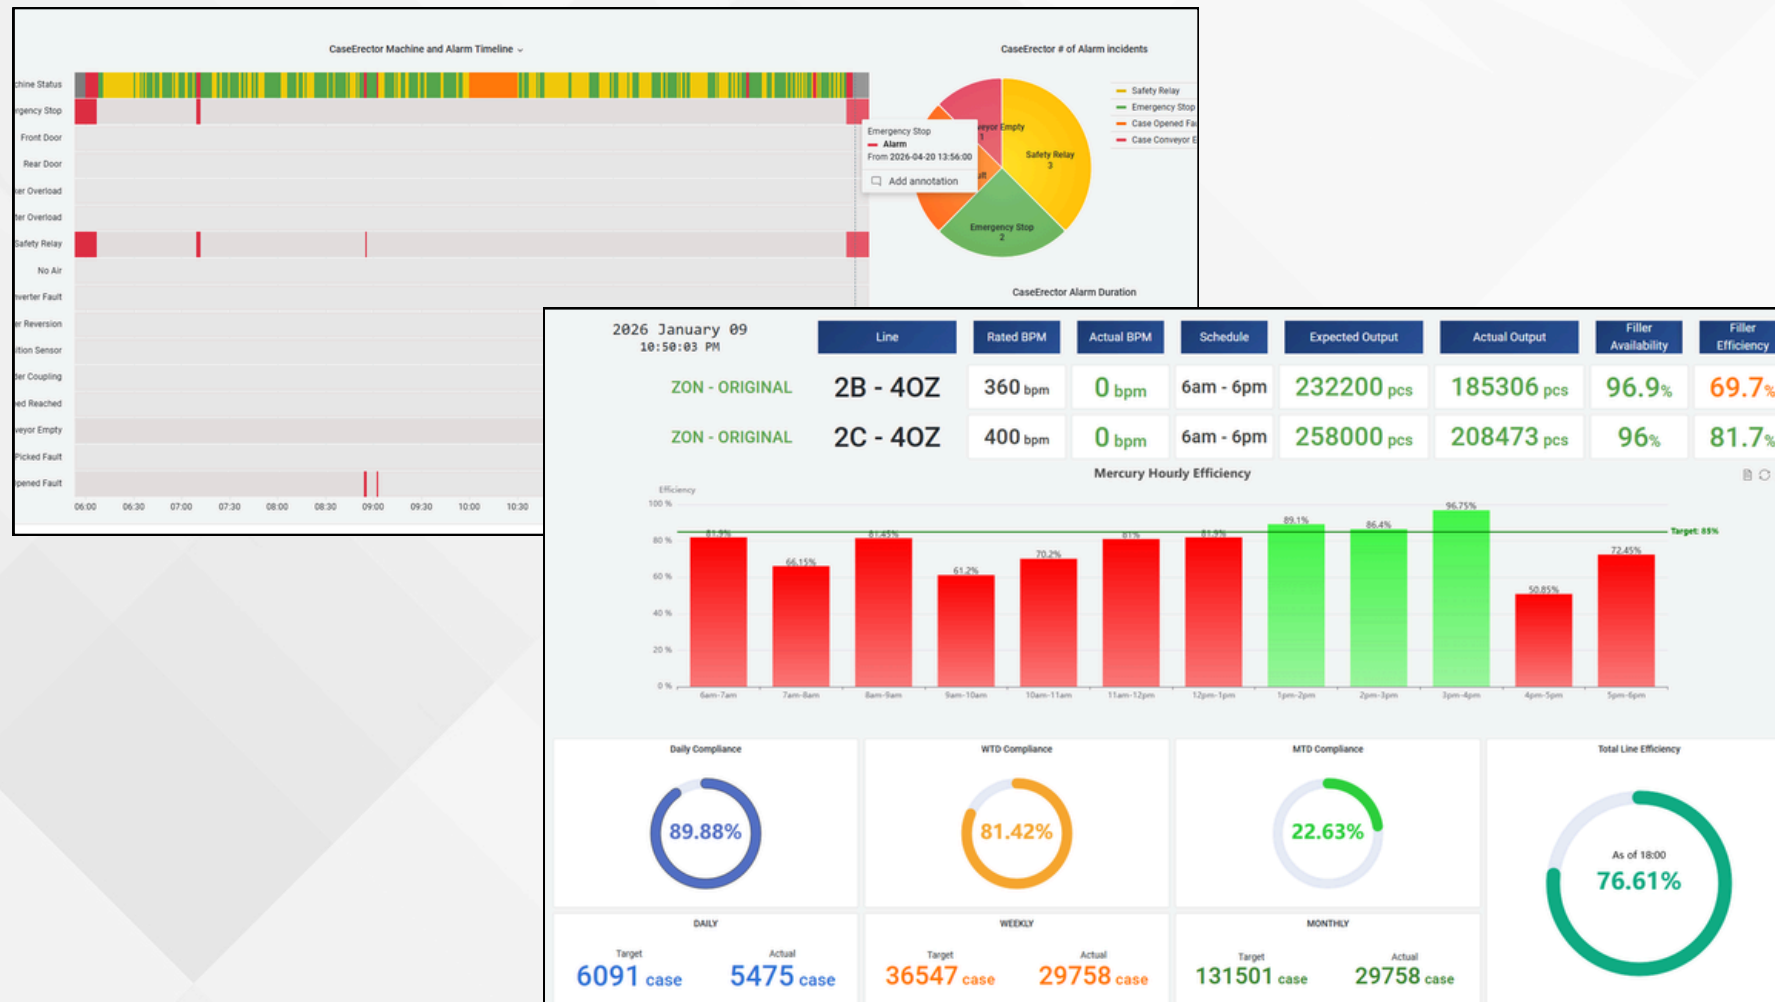 CaseErector Machine and Alarm Timeline
CaseErector # of Alarm incidents
chine Status
ergency Stop
Front Door
Rear Door
ker Overload
ter Overload
Safety Relay
No Air
nverter Fault
er Reversion
ition Sensor
der Coupling
ed Reached
veyor Empty
Picked Fault
pened Fault
06:00 06:30 07:00 07:30 08:00 08:30 09:00 09:30 10:00 10:30
Emergency Stop
Alarm
From 2026-04-20 13:56:00
Add annotation
veyor Empty
1
Safety Relay
3
ult
Emergency Stop
2
Safety Relay
Emergency Stop
Case Opened Fau
Case Conveyor E
CaseErector Alarm Duration
2026 January 09
10:50:03 PM
Line Rated BPM Actual BPM Schedule Expected Output Actual Output Filler Availability Filler Efficiency
ZON - ORIGINAL 2B - 4OZ 360 bpm 0 bpm 6am - 6pm 232200 pcs 185306 pcs 96.9% 69.7%
ZON - ORIGINAL 2C - 4OZ 400 bpm 0 bpm 6am - 6pm 258000 pcs 208473 pcs 96% 81.7%
Mercury Hourly Efficiency
Efficiency
100 %
80 %
60 %
40 %
20 %
0 %
81.9% 66.15% 81.45% 61.2% 70.2% 81% 81.9% 89.1% 86.4% 96.75% 50.85% 72.45%
Target: 85%
6am-7am 7am-8am 8am-9am 9am-10am 10am-11am 11am-12pm 12pm-1pm 1pm-2pm 2pm-3pm 3pm-4pm 4pm-5pm 5pm-6pm
Daily Compliance
89.88%
WTD Compliance
81.42%
MTD Compliance
22.63%
Total Line Efficiency
As of 18:00
76.61%
DAILY
Target Actual
6091 case 5475 case
WEEKLY
Target Actual
36547 case 29758 case
MONTHLY
Target Actual
131501 case 29758 case